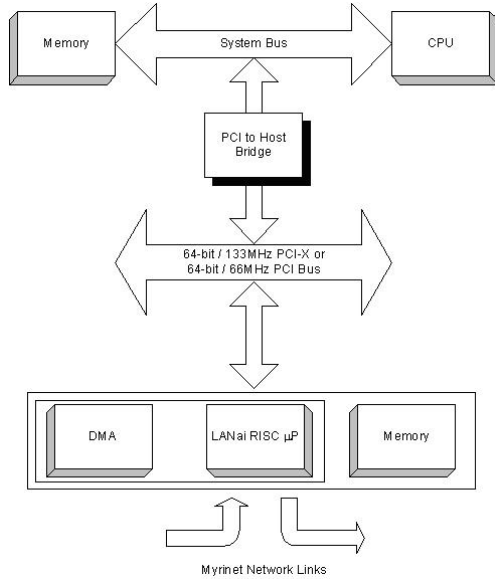 Memory
System Bus
CPU
PCI to Host
Bridge
64-bit / 133MHz PCI-X or
64-bit / 66MHz PCI Bus
DMA
LANai RISC µP
Memory
Myrinet Network Links